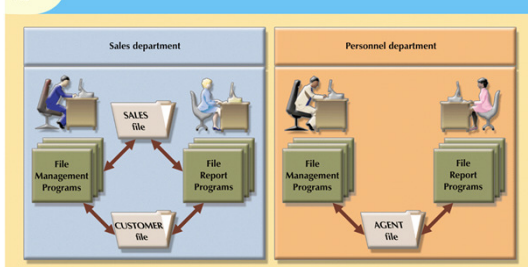 Sales department
Personnel department
SALES
file
File
Management
Programs
File
Report
Programs
CUSTOMER
file
File
Management
Programs
File
Report
Programs
AGENT
file